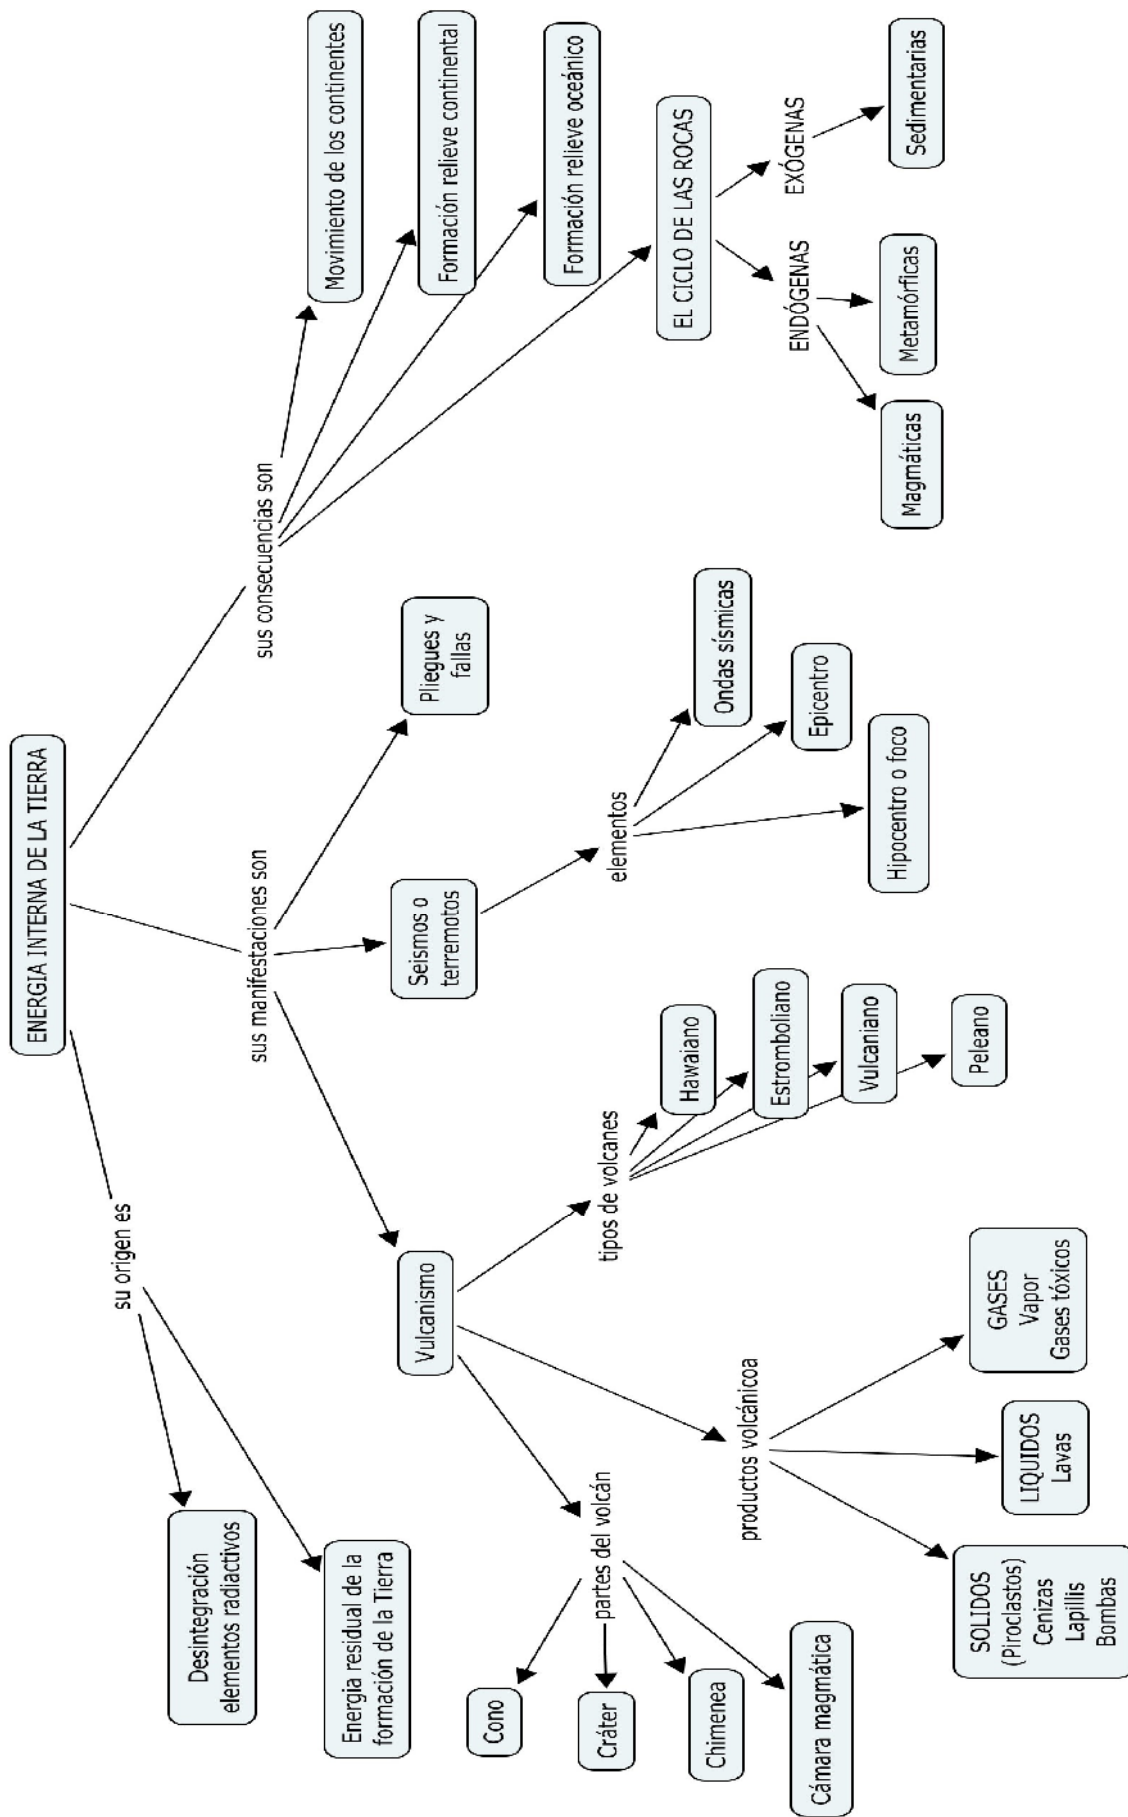 ENERGIA INTERNA DE LA TIERRA
su origen es
Desintegración
elementos radiactivos
Energia residual de la
formación de la Tierra
sus manifestaciones son
Vulcanismo
partes del volcán
Cono
Cráter
Chimenea
Cámara magmática
productos volcánicoa
SOLIDOS
(Piroclastos)
Cenizas
Lapillis
Bombas
LIQUIDOS
Lavas
GASES
Vapor
Gases tóxicos
tipos de volcanes
Hawaiano
Estromboliano
Vulcaniano
Peleano
Seismos o
terremotos
elementos
Hipocentro o foco
Epicentro
Ondas sísmicas
Pliegues y
fallas
sus consecuencias son
Movimiento de los continentes
Formación relieve continental
Formación relieve oceánico
EL CICLO DE LAS ROCAS
ENDÓGENAS
Magmáticas
Metamórficas
EXÓGENAS
Sedimentarias